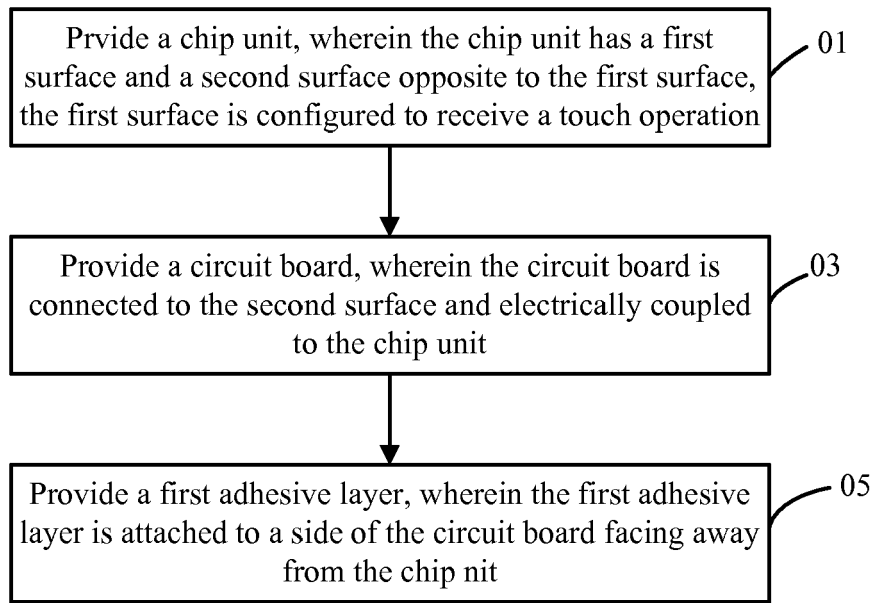 Prvide a chip unit, wherein the chip unit has a first
surface and a second surface opposite to the first surface,
the first surface is configured to receive a touch operation
01
Provide a circuit board, wherein the circuit board is
connected to the second surface and electrically coupled
to the chip unit
03
Provide a first adhesive layer, wherein the first adhesive
layer is attached to a side of the circuit board facing away
from the chip nit
05